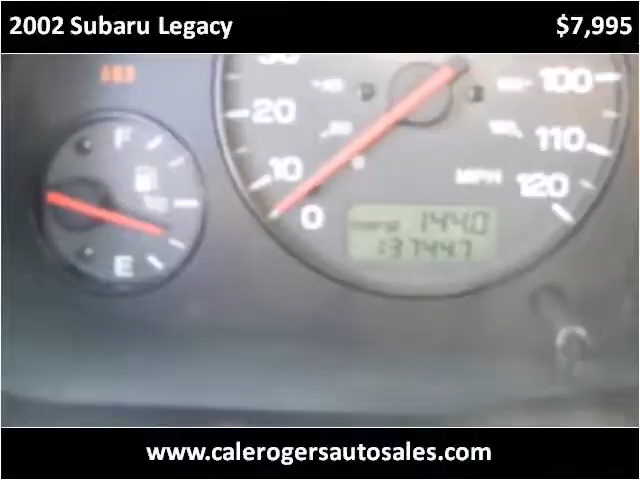 2002 Subaru Legacy $7,995
F
E
20
10
0
100
110
MPH 120
144.0
137447
www.calerogersautosales.com